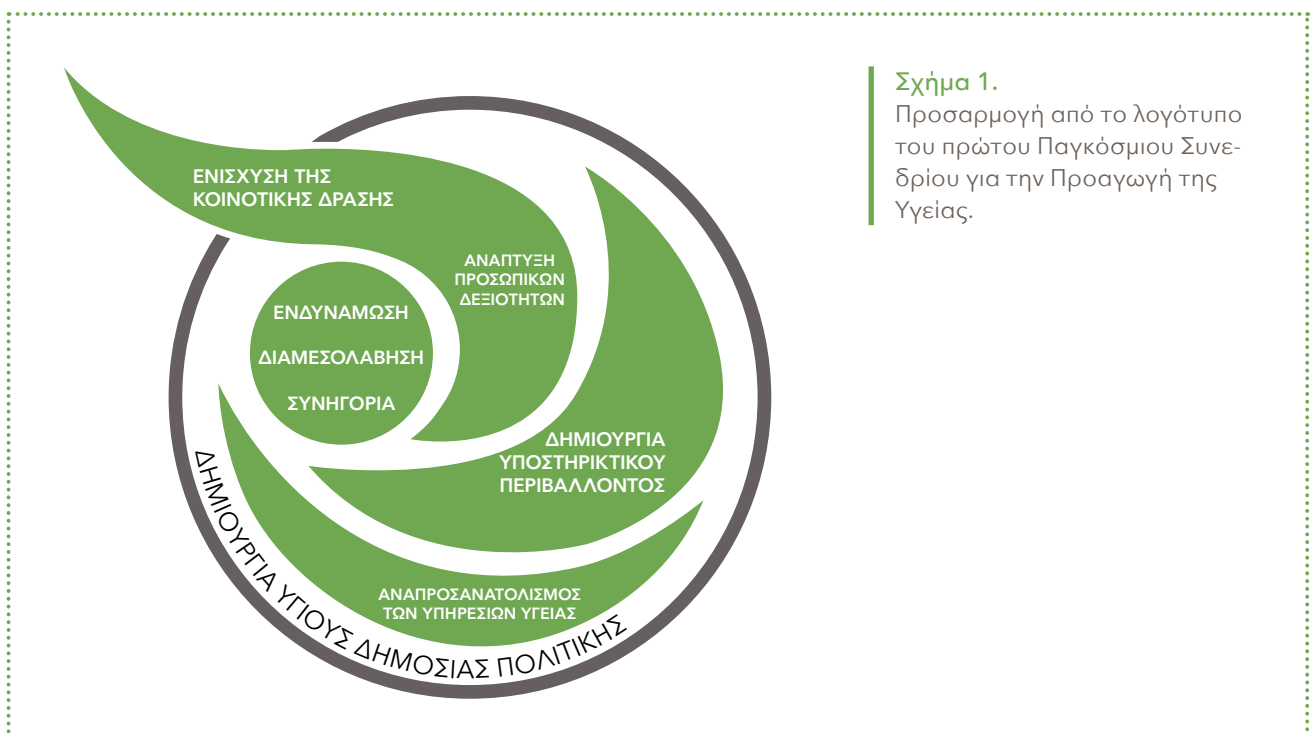 ΕΝΙΣΧΥΣΗ ΤΗΣ
ΚΟΙΝΟΤΙΚΗΣ ΔΡΑΣΗΣ
ΑΝΑΠΤΥΞΗ
ΠΡΟΣΩΠΙΚΩΝ
ΔΕΞΙΟΤΗΤΩΝ
ΕΝΔΥΝΑΜΩΣΗ
ΔΙΑΜΕΣΟΛΑΒΗΣΗ
ΣΥΝΗΓΟΡΙΑ
ΔΗΜΙΟΥΡΓΙΑ
ΥΠΟΣΤΗΡΙΚΤΙΚΟΥ
ΠΕΡΙΒΑΛΛΟΝΤΟΣ
ΑΝΑΠΡΟΣΑΝΑΤΟΛΙΣΜΟΣ
ΤΩΝ ΥΠΗΡΕΣΙΩΝ ΥΓΕΙΑΣ
ΔΗΜΙΟΥΡΓΙΑ ΥΓΙΟΥΣ ΔΗΜΟΣΙΑΣ ΠΟΛΙΤΙΚΗΣ
Σχήμα 1.
Προσαρμογή από το λογότυπο
του πρώτου Παγκόσμιου Συνε-
δρίου για την Προαγωγή της
Υγείας.